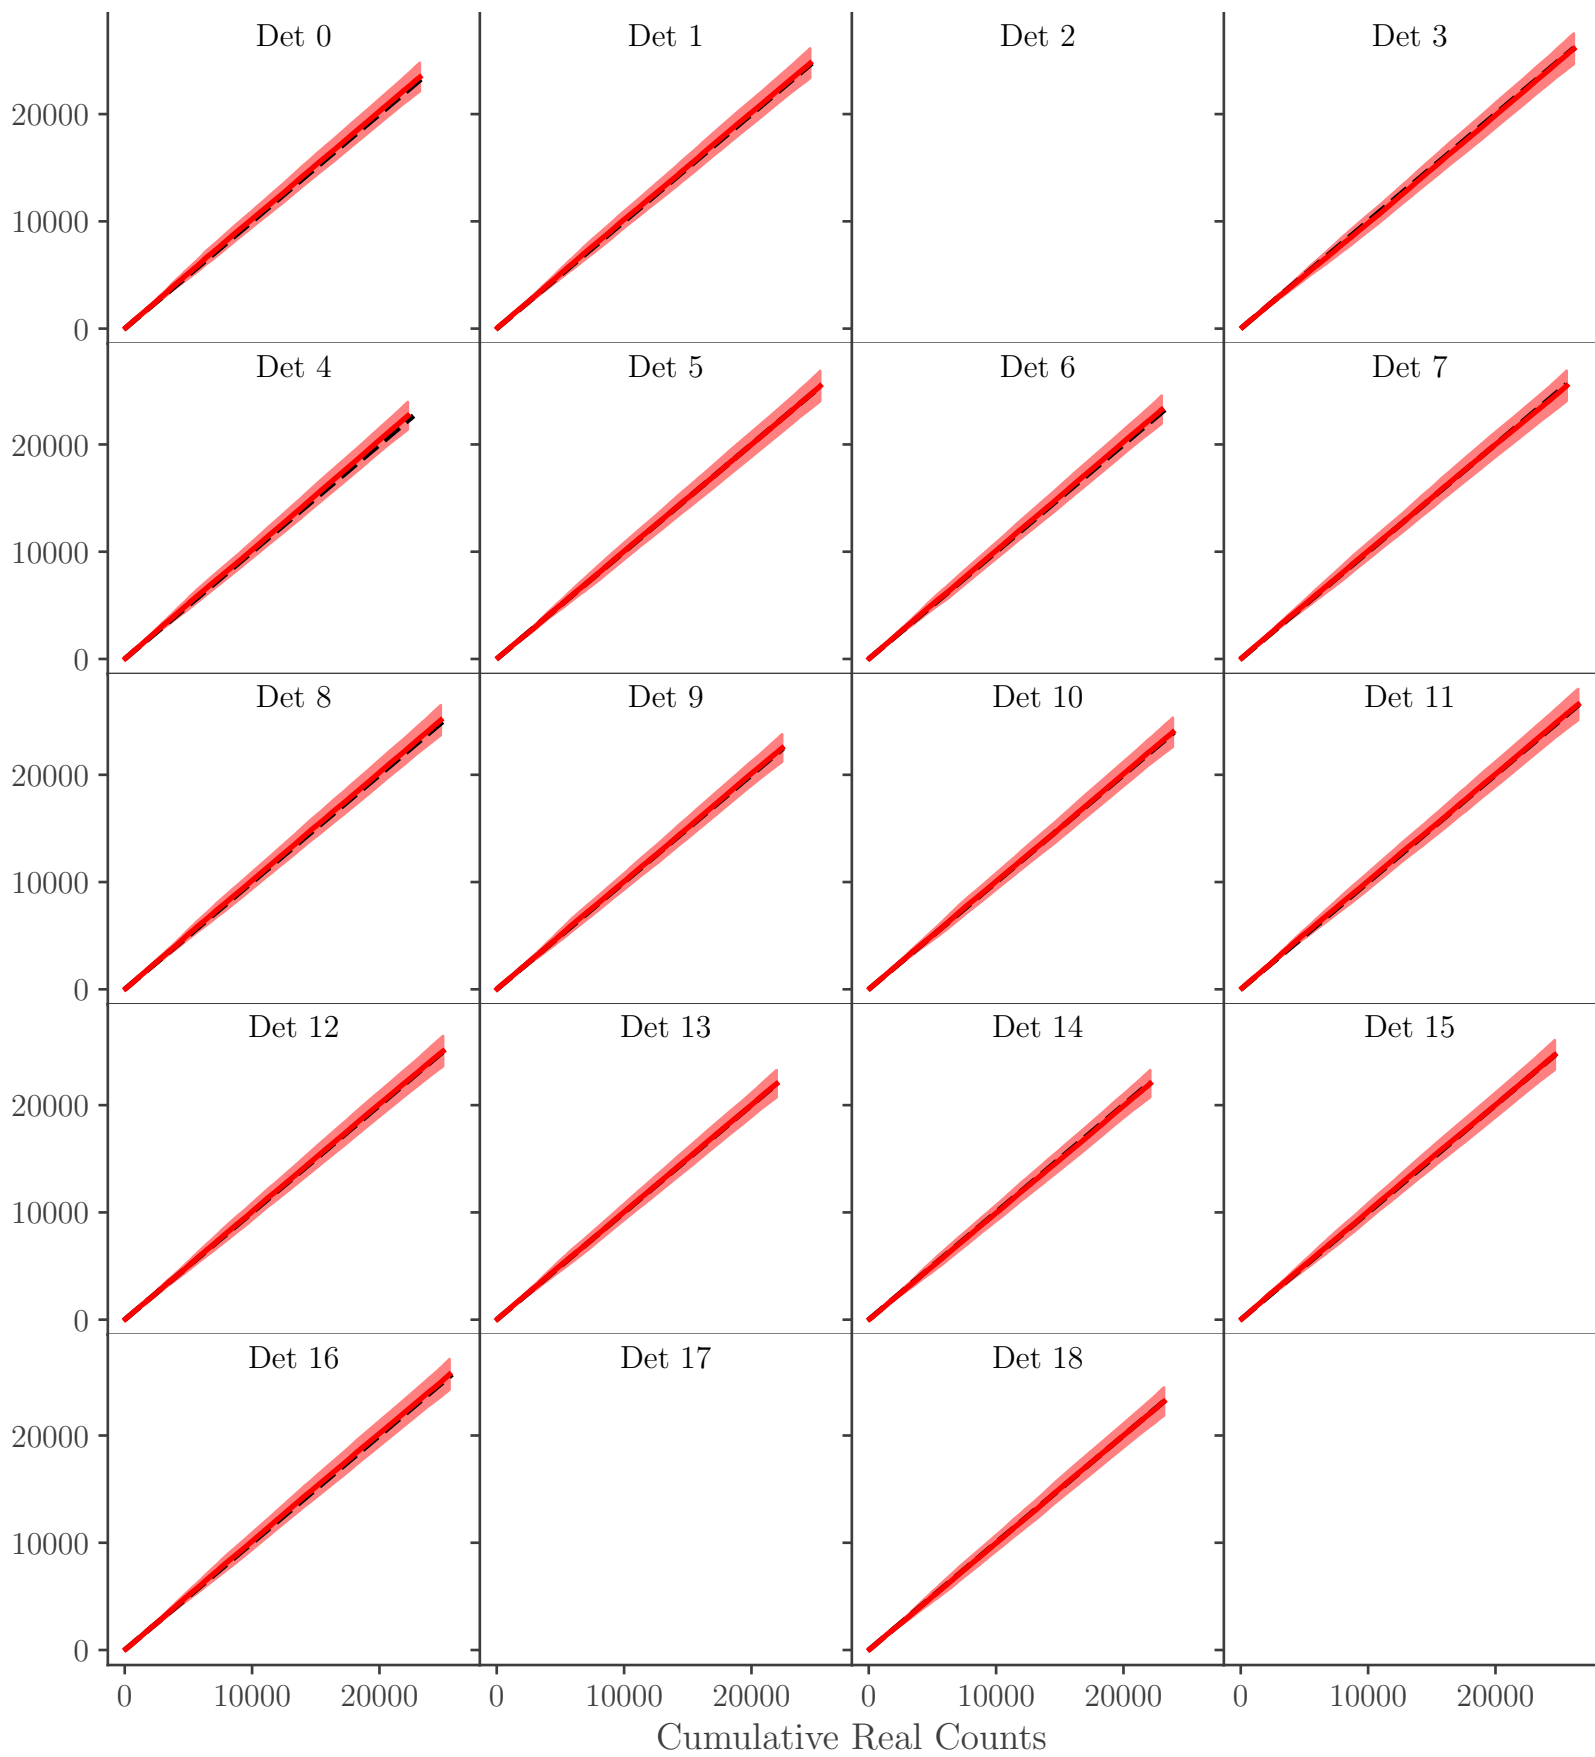 Det 0 Det 1 Det 2 Det 3
20000
10000
0
Det 4 Det 5 Det 6 Det 7
20000
10000
0
Det 8 Det 9 Det 10 Det 11
20000
10000
0
Det 12 Det 13 Det 14 Det 15
20000
10000
0
Det 16 Det 17 Det 18
20000
10000
0
0 10000 20000 0 10000 20000 0 10000 20000 0 10000 20000
Cumulative Real Counts